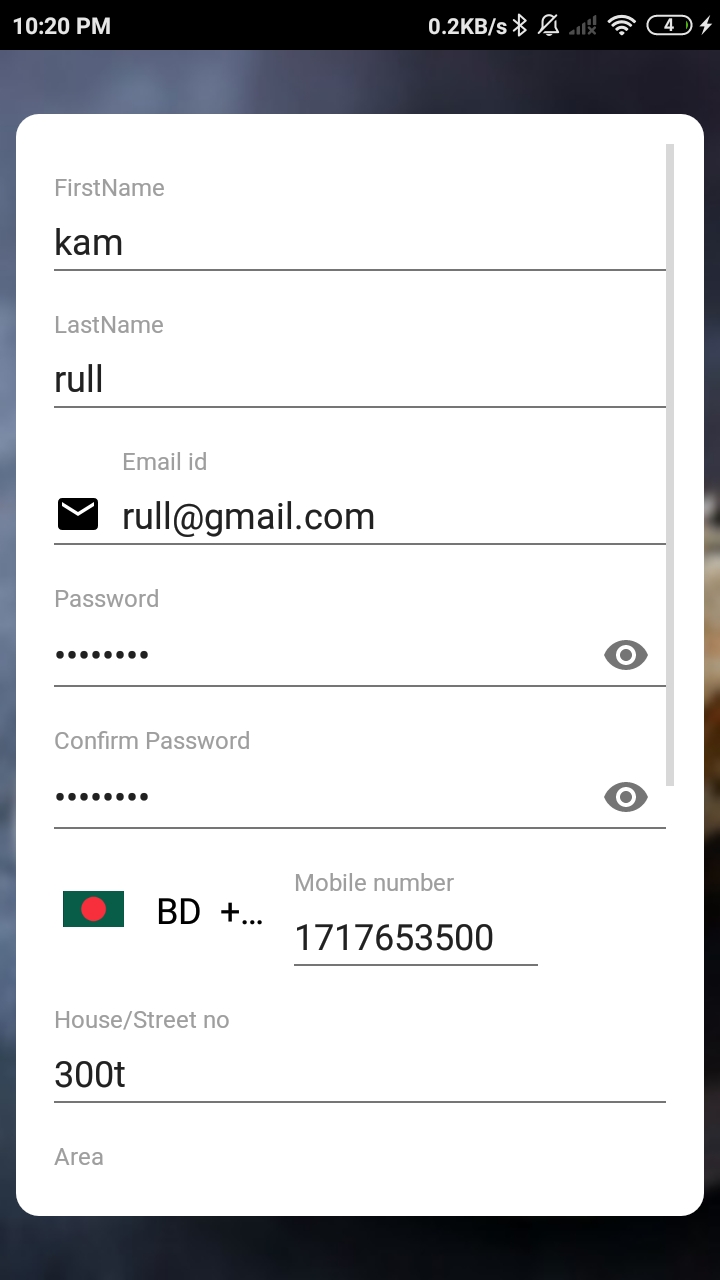 10:20 PM 0.2KB/s 4
FirstName
kam
LastName
rull
Email id
rull@gmail.com
Password
••••••••
Confirm Password
••••••••
BD +...
Mobile number
1717653500
House/Street no
300t
Area